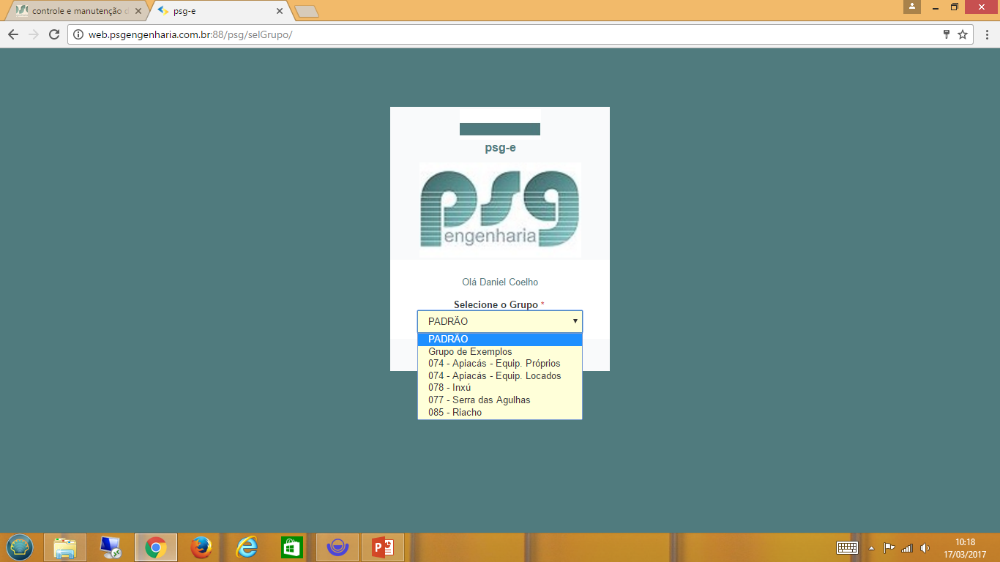 controle e manutenção d
psg-e
web.psgengenharia.com.br:88/psg/selGrupo/
psg-e
psg
engenharia
Olá Daniel Coelho
Selecione o Grupo *
PADRÃO
PADRÃO
Grupo de Exemplos
074 - Apiacás - Equip. Próprios
074 - Apiacás - Equip. Locados
078 - Inxú
077 - Serra das Agulhas
085 - Riacho
10:18
17/03/2017